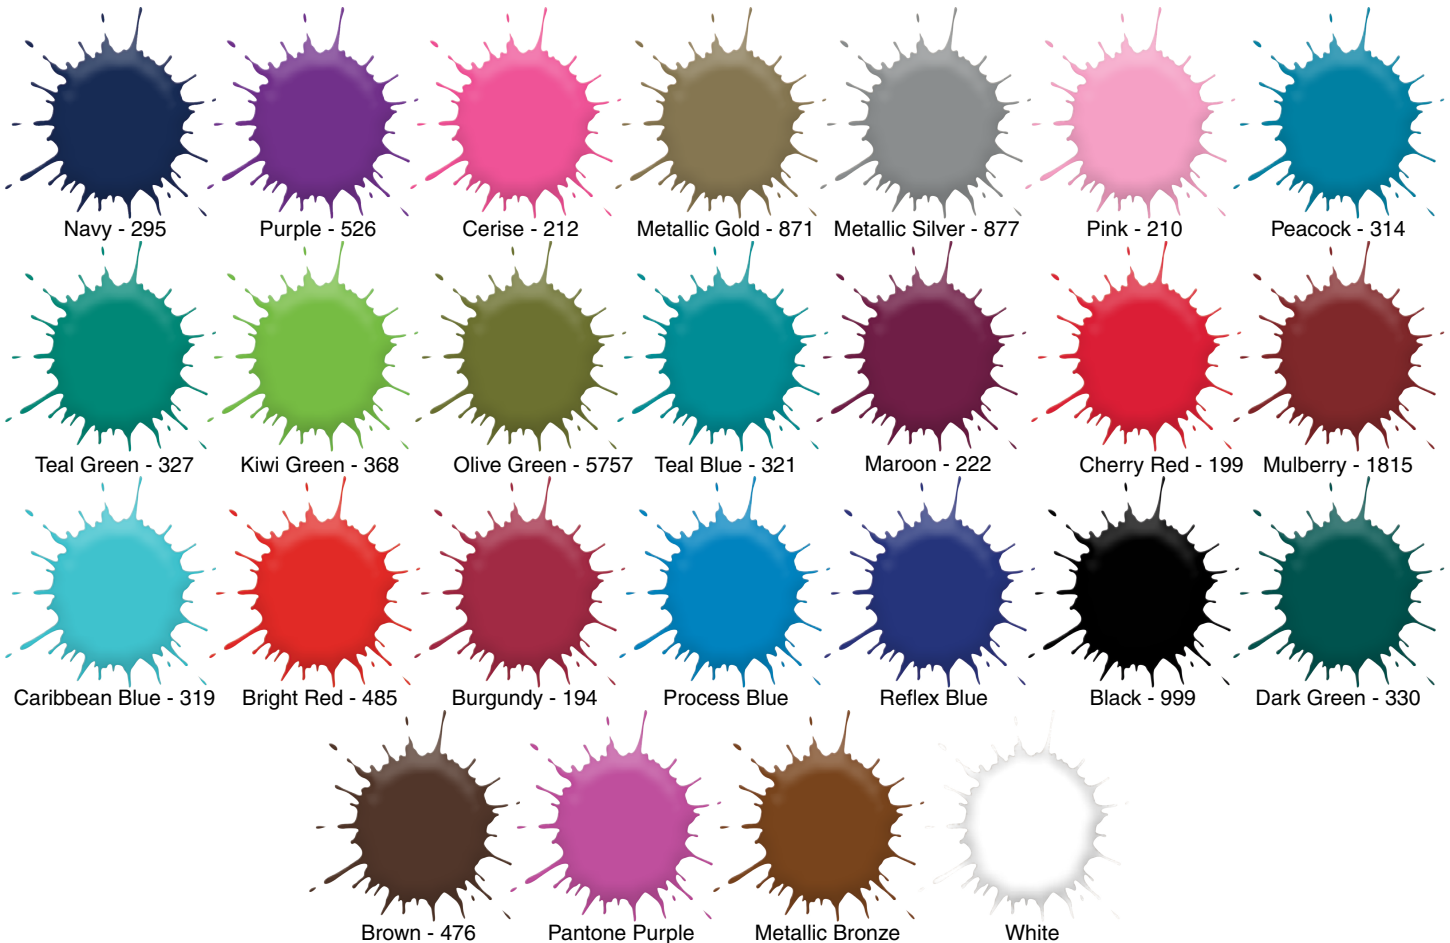 Navy - 295
Purple - 526
Cerise - 212
Metallic Gold - 871
Metallic Silver - 877
Pink - 210
Peacock - 314
Teal Green - 327
Kiwi Green - 368
Olive Green - 5757
Teal Blue - 321
Maroon - 222
Cherry Red - 199
Mulberry - 1815
Caribbean Blue - 319
Bright Red - 485
Burgundy - 194
Process Blue
Reflex Blue
Black - 999
Dark Green - 330
Brown - 476
Pantone Purple
Metallic Bronze
White